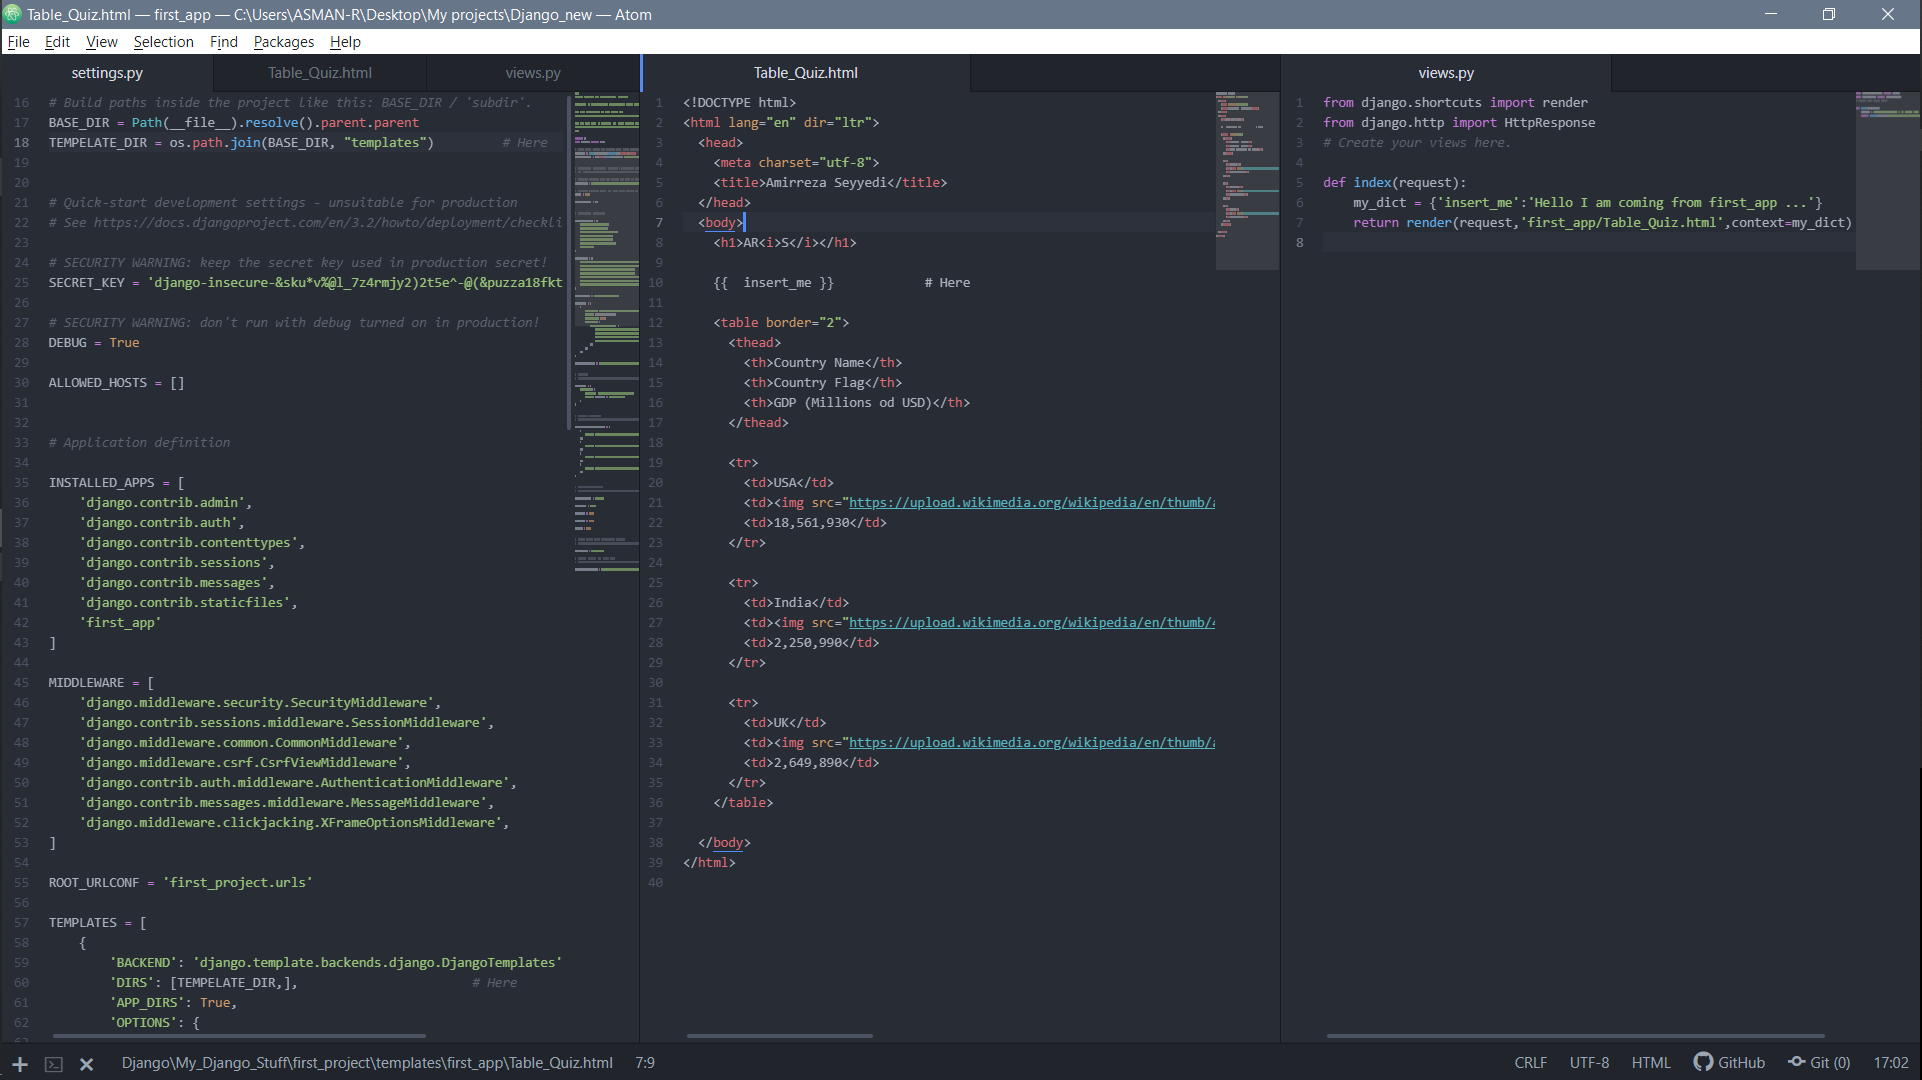 Table_Quiz.html — first_app — C:\Users\ASMAN-R\Desktop\My projects\Django_new — Atom
File Edit View Selection Find Packages Help
settings.py Table_Quiz.html views.py
16 # Build paths inside the project like this: BASE_DIR / 'subdir'.
17 BASE_DIR = Path(__file__).resolve().parent.parent
18 TEMPELATE_DIR = os.path.join(BASE_DIR, "templates") # Here
19
20
21 # Quick-start development settings - unsuitable for production
22 # See https://docs.djangoproject.com/en/3.2/howto/deployment/checkli
23
24 # SECURITY WARNING: keep the secret key used in production secret!
25 SECRET_KEY = 'django-insecure-&sku*v%@l_7z4rmjy2)2t5e^-@(&puzza18fkt
26
27 # SECURITY WARNING: don't run with debug turned on in production!
28 DEBUG = True
29
30 ALLOWED_HOSTS = []
31
32
33 # Application definition
34
35 INSTALLED_APPS = [
36 'django.contrib.admin',
37 'django.contrib.auth',
38 'django.contrib.contenttypes',
39 'django.contrib.sessions',
40 'django.contrib.messages',
41 'django.contrib.staticfiles',
42 'first_app'
43 ]
44
45 MIDDLEWARE = [
46 'django.middleware.security.SecurityMiddleware',
47 'django.contrib.sessions.middleware.SessionMiddleware',
48 'django.middleware.common.CommonMiddleware',
49 'django.middleware.csrf.CsrfViewMiddleware',
50 'django.contrib.auth.middleware.AuthenticationMiddleware',
51 'django.contrib.messages.middleware.MessageMiddleware',
52 'django.middleware.clickjacking.XFrameOptionsMiddleware',
53 ]
54
55 ROOT_URLCONF = 'first_project.urls'
56
57 TEMPLATES = [
58 {
59 'BACKEND': 'django.template.backends.django.DjangoTemplates'
60 'DIRS': [TEMPELATE_DIR,], # Here
61 'APP_DIRS': True,
62 'OPTIONS': {
Table_Quiz.html
1 <!DOCTYPE html>
2 <html lang="en" dir="ltr">
3 <head>
4 <meta charset="utf-8">
5 <title>Amirreza Seyyedi</title>
6 </head>
7 <body>
8 <h1>AR<i>S</i></h1>
9
10 {{ insert_me }} # Here
11
12 <table border="2">
13 <thead>
14 <th>Country Name</th>
15 <th>Country Flag</th>
16 <th>GDP (Millions od USD)</th>
17 </thead>
18
19 <tr>
20 <td>USA</td>
21 <td><img src="https://upload.wikimedia.org/wikipedia/en/thumb/a
22 <td>18,561,930</td>
23 </tr>
24
25 <tr>
26 <td>India</td>
27 <td><img src="https://upload.wikimedia.org/wikipedia/en/thumb/4
28 <td>2,250,990</td>
29 </tr>
30
31 <tr>
32 <td>UK</td>
33 <td><img src="https://upload.wikimedia.org/wikipedia/en/thumb/a
34 <td>2,649,890</td>
35 </tr>
36 </table>
37
38 </body>
39 </html>
40
views.py
1 from django.shortcuts import render
2 from django.http import HttpResponse
3 # Create your views here.
4
5 def index(request):
6 my_dict = {'insert_me':'Hello I am coming from first_app ...'}
7 return render(request,'first_app/Table_Quiz.html',context=my_dict)
8
Django\My_Django_Stuff\first_project\templates\first_app\Table_Quiz.html 7:9 CRLF UTF-8 HTML GitHub Git (0) 17:02